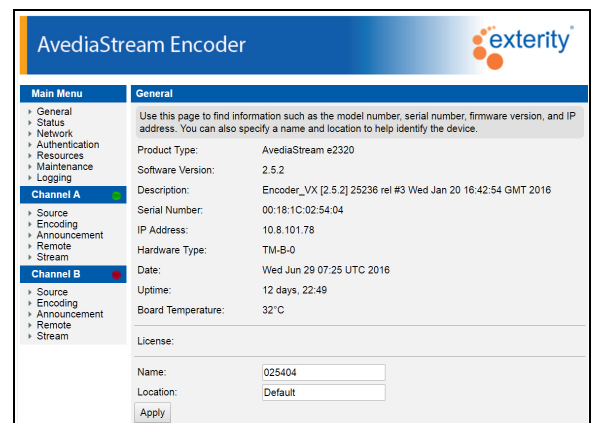 AvediaStream Encoder
exterity
Main Menu
General
Status
Network
Authentication
Resources
Maintenance
Logging
Channel A
Source
Encoding
Announcement
Remote
Stream
Channel B
Source
Encoding
Announcement
Remote
Stream
General
Use this page to find information such as the model number, serial number, firmware version, and IP
address. You can also specify a name and location to help identify the device.
Product Type: AvediaStream e2320
Software Version: 2.5.2
Description: Encoder_VX [2.5.2] 25236 rel #3 Wed Jan 20 16:42:54 GMT 2016
Serial Number: 00:18:1C:02:54:04
IP Address: 10.8.101.78
Hardware Type: TM-B-0
Date: Wed Jun 29 07:25 UTC 2016
Uptime: 12 days, 22:49
Board Temperature: 32°C
License:
Name: 025404
Location: Default
Apply